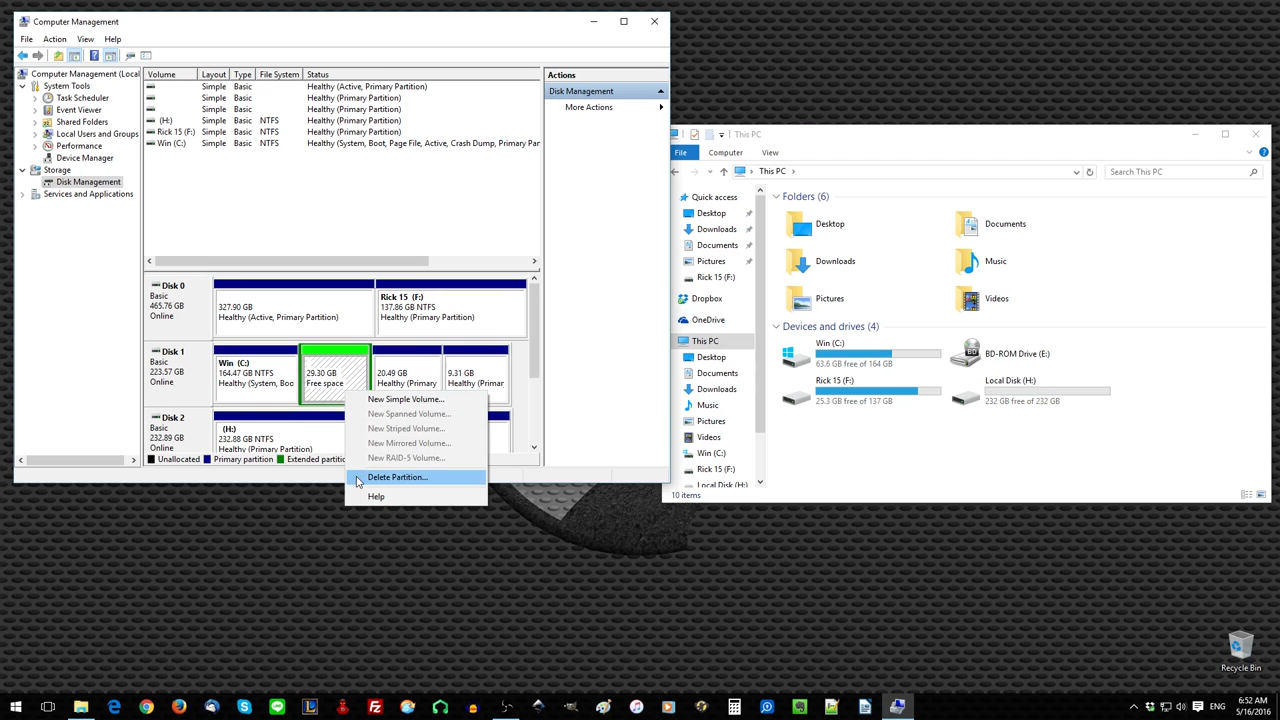 Computer Management
File Action View Help
Computer Management (Local
System Tools
Task Scheduler
Event Viewer
Shared Folders
Local Users and Groups
Performance
Device Manager
Storage
Disk Management
Services and Applications
Volume Layout Type File System Status
Simple Basic Healthy (Active, Primary Partition)
Simple Basic Healthy (Primary Partition)
Simple Basic Healthy (Primary Partition)
(H:) Simple Basic NTFS Healthy (Primary Partition)
Rick 15 (F:) Simple Basic NTFS Healthy (Primary Partition)
Win (C:) Simple Basic NTFS Healthy (System, Boot, Page File, Active, Crash Dump, Primary Par
Disk 0
Basic
465.76 GB
Online
327.90 GB
Healthy (Active, Primary Partition)
Rick 15 (F:)
137.86 GB NTFS
Healthy (Primary Partition)
Disk 1
Basic
223.57 GB
Online
Win (C:)
164.47 GB NTFS
Healthy (System, Boo
29.30 GB
Free space
20.49 GB
Healthy (Primary
9.31 GB
Healthy (Primar
Disk 2
Basic
232.89 GB
Online
(H:)
232.88 GB NTFS
Healthy (Primary Partition)
Unallocated Primary partition Extended partitio
New Simple Volume...
New Spanned Volume...
New Striped Volume...
New Mirrored Volume...
New RAID-5 Volume...
Delete Partition...
Help
Actions
Disk Management
More Actions
This PC
File Computer View
This PC
Search This PC
Quick access
Desktop
Downloads
Documents
Pictures
Rick 15 (F:)
Dropbox
OneDrive
This PC
Desktop
Documents
Downloads
Music
Pictures
Videos
Win (C:)
Rick 15 (F:)
Local Disk (H:)
Folders (6)
Desktop
Documents
Downloads
Music
Pictures
Videos
Devices and drives (4)
Win (C:)
63.6 GB free of 164 GB
BD
BD-ROM Drive (E:)
Rick 15 (F:)
25.3 GB free of 137 GB
Local Disk (H:)
232 GB free of 232 GB
10 items
Recycle Bin
6:52 AM
5/16/2016